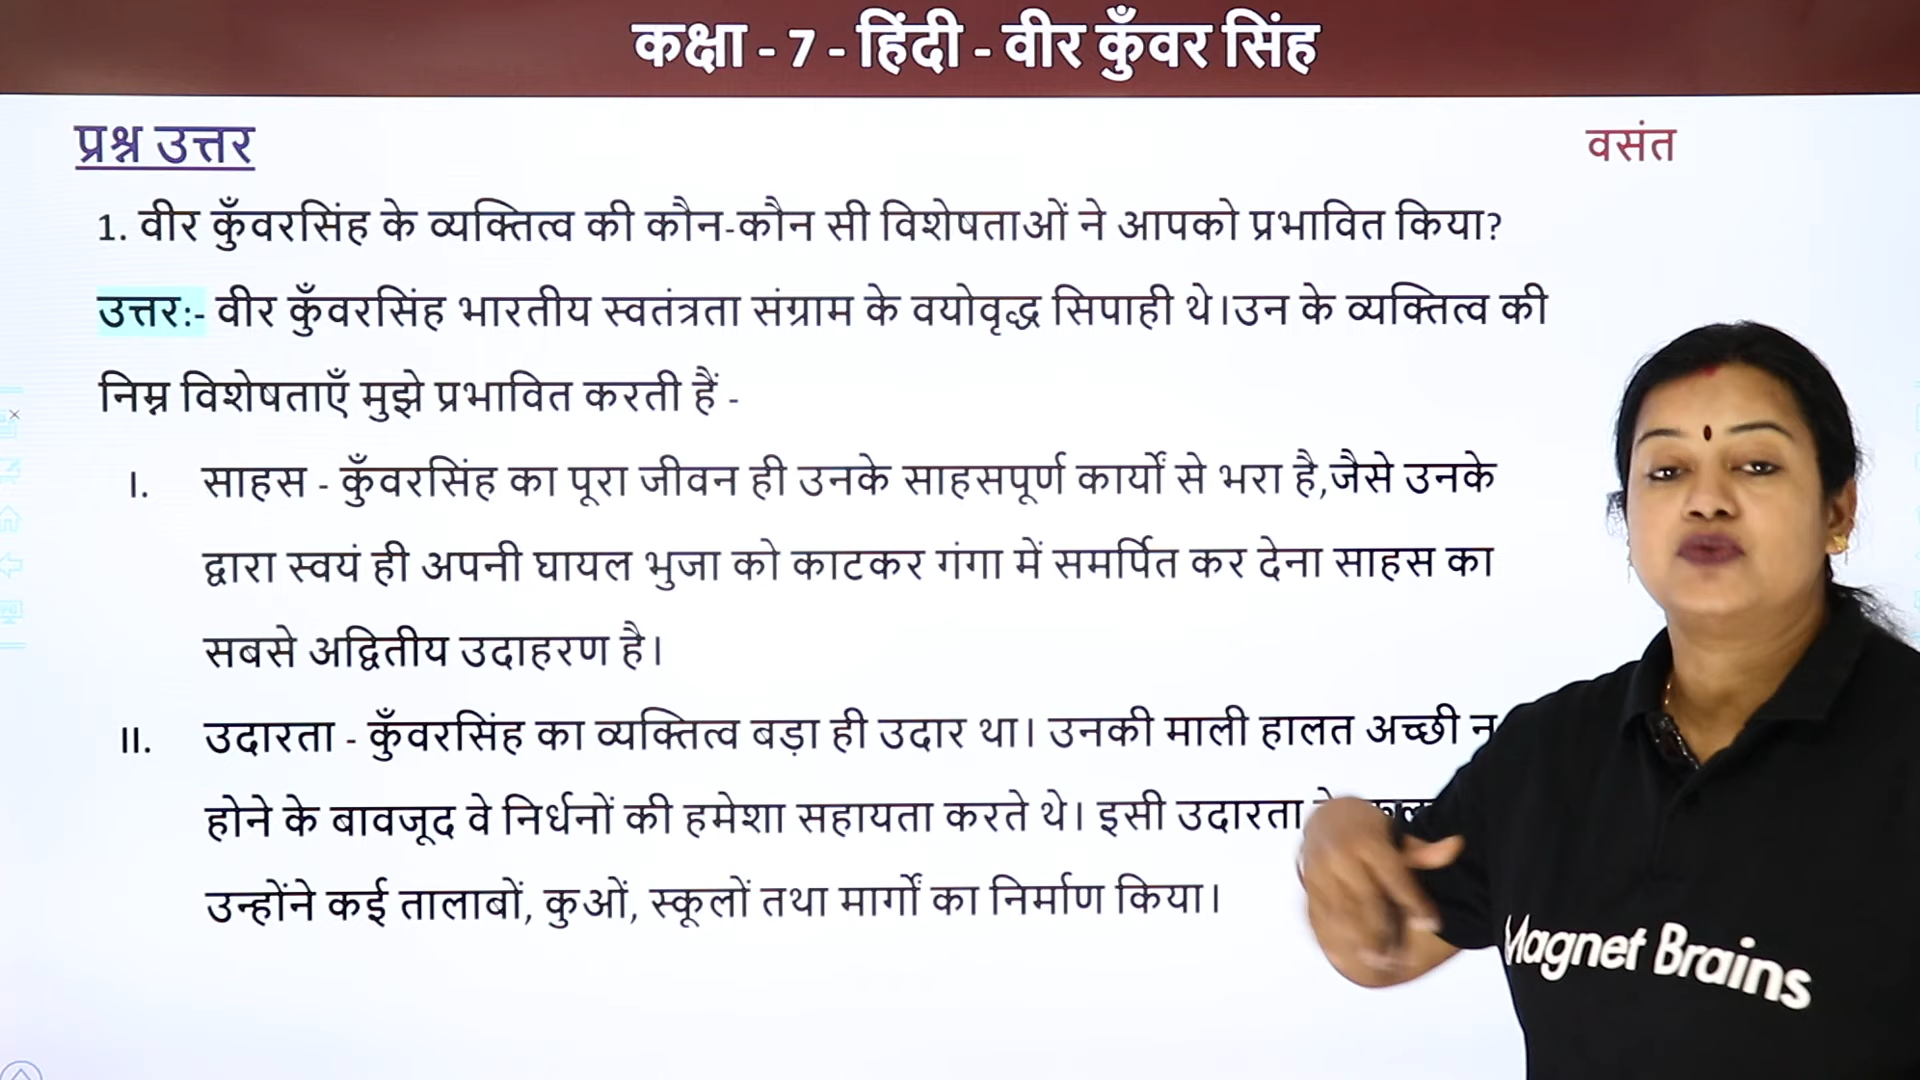 कक्षा - 7 - हिंदी - वीर कुँवर सिंह
प्रश्न उत्तर
वसंत
1. वीर कुँवरसिंह के व्यक्तित्व की कौन-कौन सी विशेषताओं ने आपको प्रभावित किया?
उत्तर:- वीर कुँवरसिंह भारतीय स्वतंत्रता संग्राम के वयोवृद्ध सिपाही थे।उन के व्यक्तित्व की
निम्न विशेषताएँ मुझे प्रभावित करती हैं -
I. साहस - कुँवरसिंह का पूरा जीवन ही उनके साहसपूर्ण कार्यों से भरा है,जैसे उनके
द्वारा स्वयं ही अपनी घायल भुजा को काटकर गंगा में समर्पित कर देना साहस का
सबसे अद्वितीय उदाहरण है।
II. उदारता - कुँवरसिंह का व्यक्तित्व बड़ा ही उदार था। उनकी माली हालत अच्छी न
होने के बावजूद वे निर्धनों की हमेशा सहायता करते थे। इसी उदारता
उन्होंने कई तालाबों, कुओं, स्कूलों तथा मार्गों का निर्माण किया।
Magnet Brains